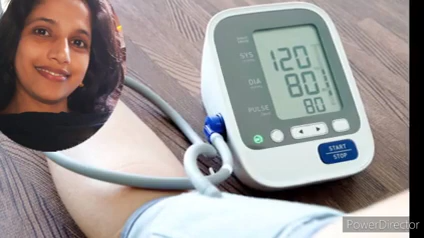 SYS
120
DIA
80
PULSE
80
START
STOP
PowerDirector